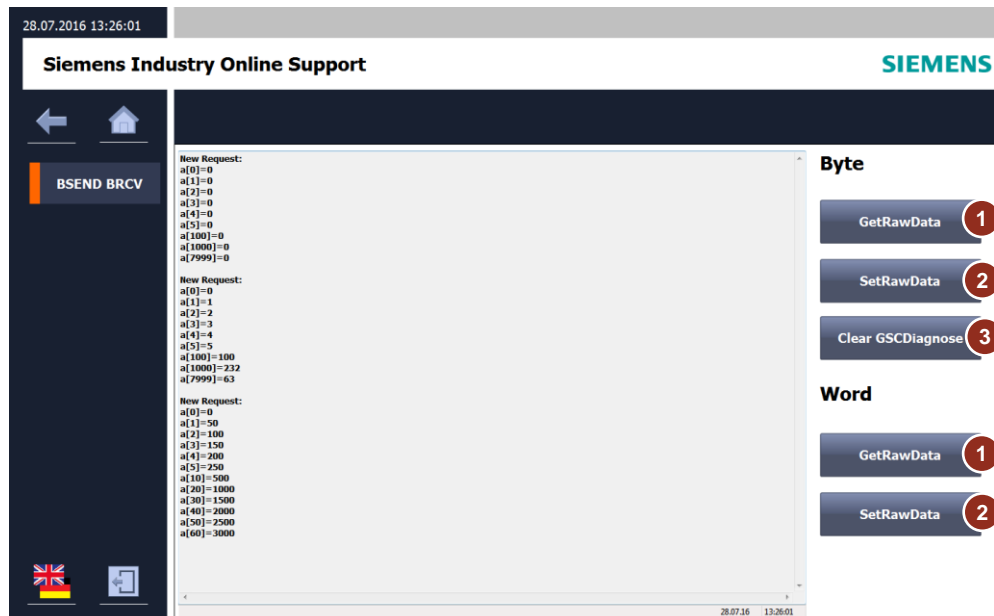 28.07.2016 13:26:01
Siemens Industry Online Support
SIEMENS
BSEND BRCV
New Request:
a[0]=0
a[1]=0
a[2]=0
a[3]=0
a[4]=0
a[5]=0
a[100]=0
a[1000]=0
a[7999]=0
New Request:
a[0]=0
a[1]=1
a[2]=2
a[3]=3
a[4]=4
a[5]=5
a[100]=100
a[1000]=232
a[7999]=63
New Request:
a[0]=0
a[1]=50
a[2]=100
a[3]=150
a[4]=200
a[5]=250
a[10]=500
a[20]=1000
a[30]=1500
a[40]=2000
a[50]=2500
a[60]=3000
28.07.16 13:26:01
Byte
GetRawData 1
SetRawData 2
Clear GSCDiagnose 3
Word
GetRawData 1
SetRawData 2